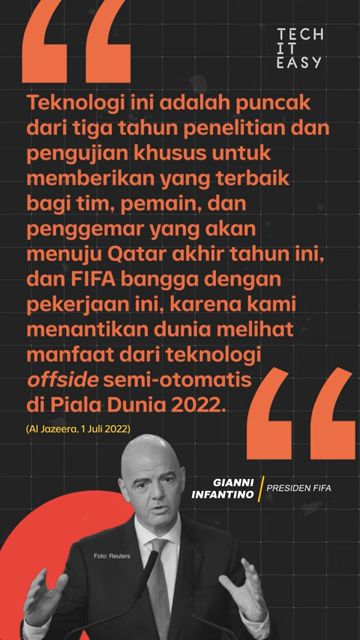 TECH
IT
EASY
Teknologi ini adalah puncak
dari tiga tahun penelitian dan
pengujian khusus untuk
memberikan yang terbaik
bagi tim, pemain, dan
penggemar yang akan
menuju Qatar akhir tahun ini,
dan FIFA bangga dengan
pekerjaan ini, karena kami
menantikan dunia melihat
manfaat dari teknologi
offside semi-otomatis
di Piala Dunia 2022.
(Al Jazeera, 1 Juli 2022)
GIANNI
INFANTINO
PRESIDEN FIFA
Foto: Reuters